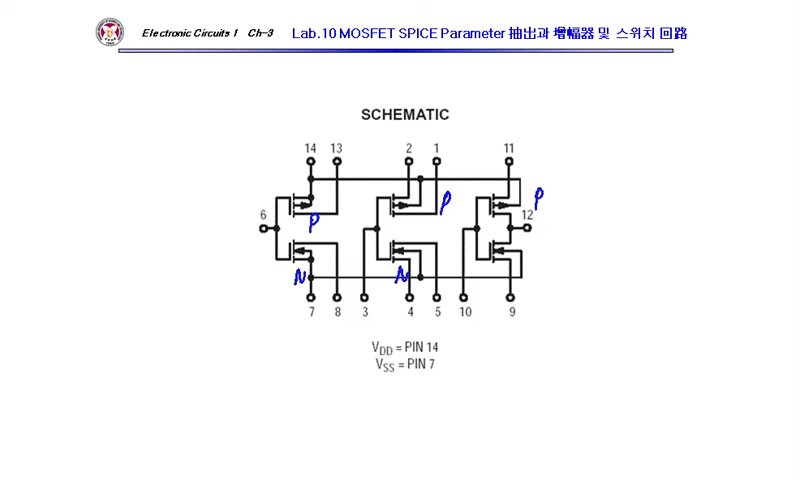 Electronic Circuits 1 Ch-3 Lab.10 MOSFET SPICE Parameter 抽出과 增幅器 및 스위치 回路
SCHEMATIC
14 13 2 1 11
P P P
6 12
N N
7 8 3 4 5 10 9
VDD = PIN 14
VSS = PIN 7